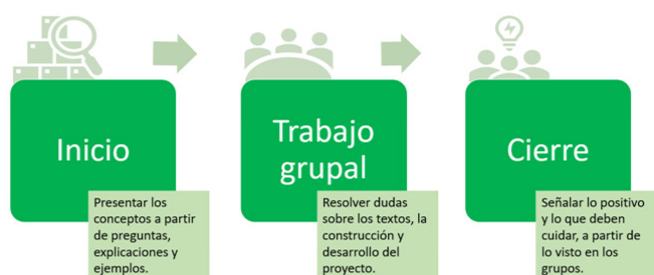 Inicio
Presentar los
conceptos a partir
de preguntas,
explicaciones y
ejemplos.
Trabajo
grupal
Resolver dudas
sobre los textos, la
construcción y
desarrollo del
proyecto.
Cierre
Señalar lo positivo
y lo que deben
cuidar, a partir de
lo visto en los
grupos.